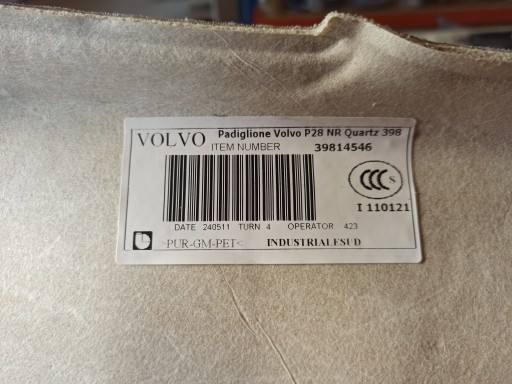 VOLVO Padiglione Volvo P28 NR Quartz 398
ITEM NUMBER 39814546
CCC S
I 110121
DATE 240511 TURN 4 OPERATOR 423
>PUR-GM-PET< INDUSTRIALESUD